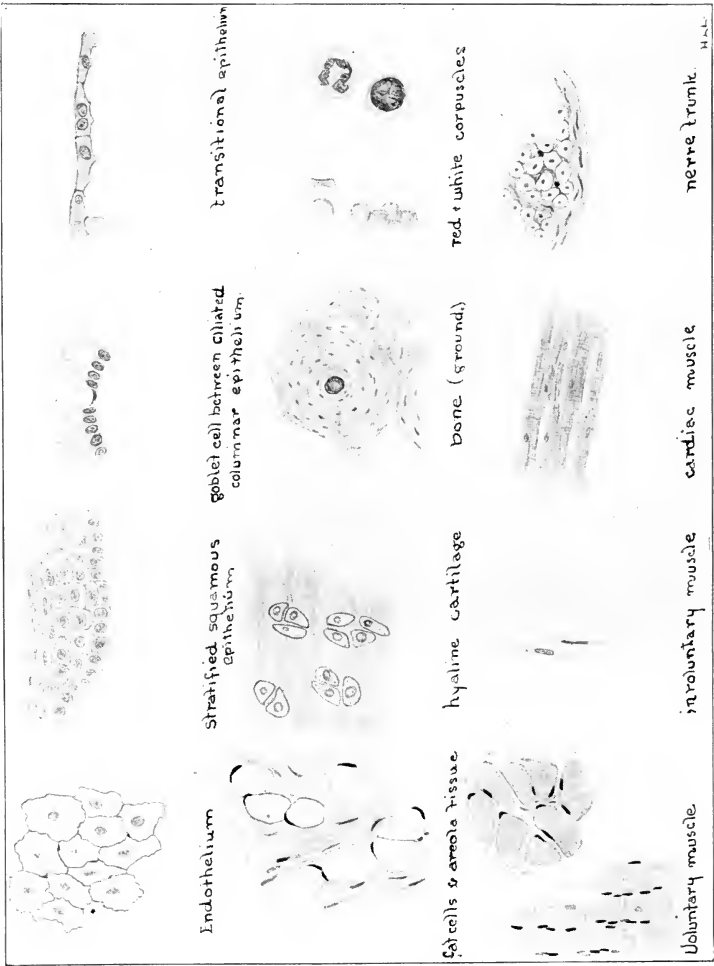 Endothelium
Stratified squamous
epithelium
goblet cell between ciliated
columnar epithelium.
transitional epithelium
fat cells & areola tissue
hyaline cartilage
bone (ground.)
red + white corpuscles
Voluntary muscle
involuntary muscle
cardiac muscle
nerve trunk.